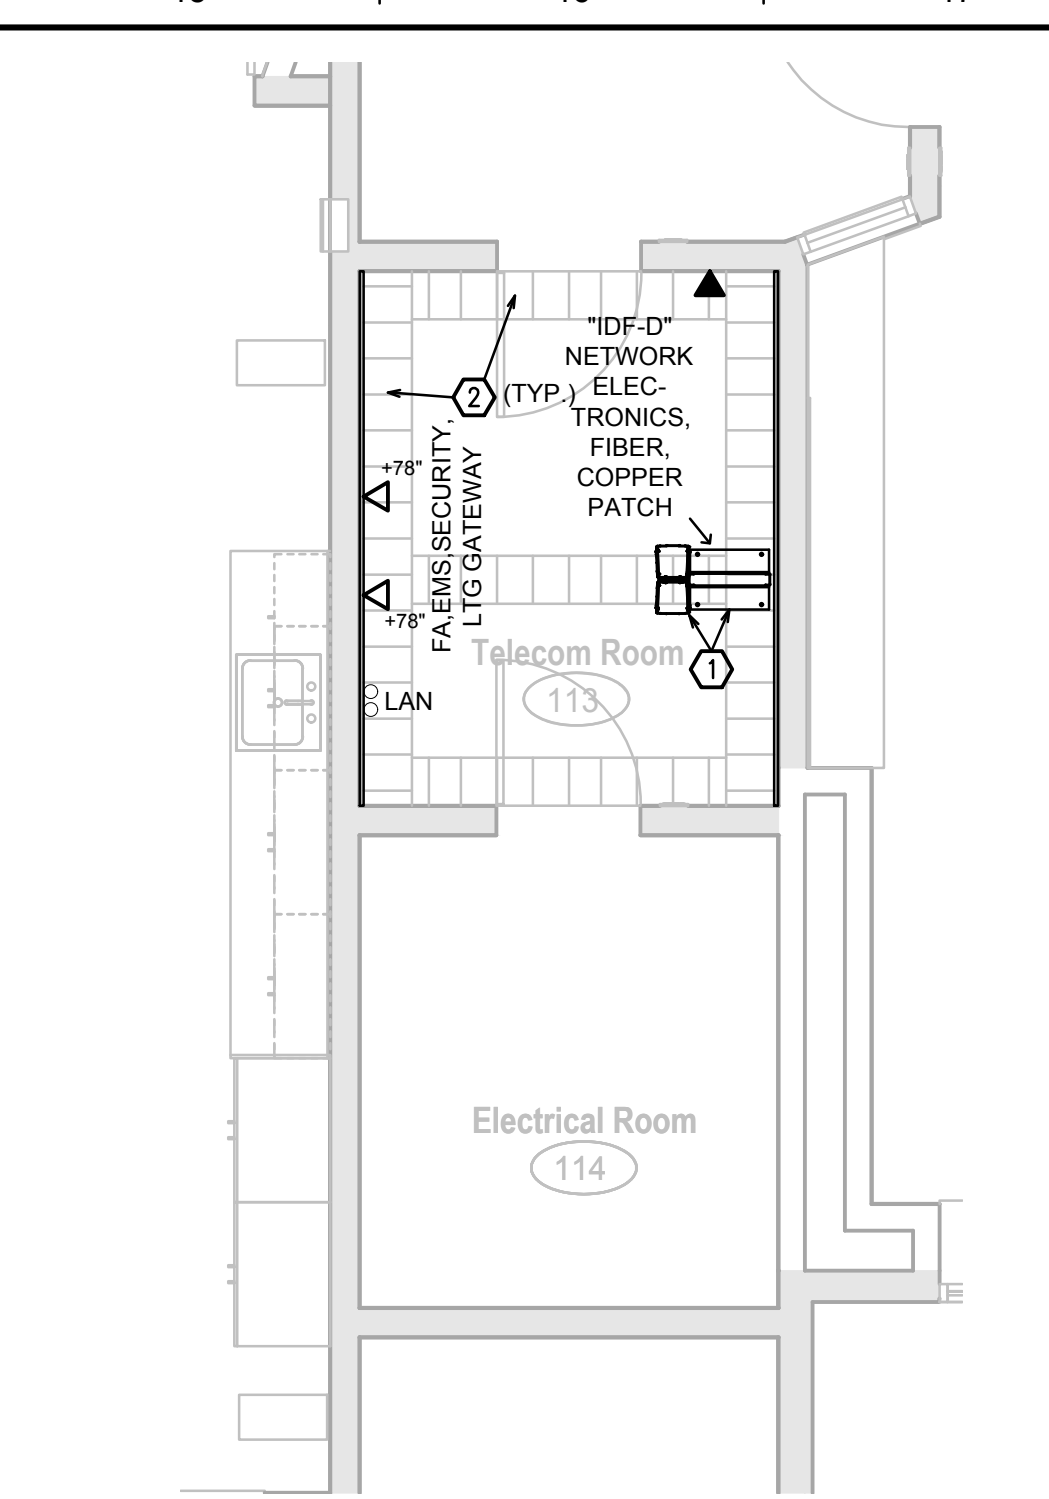 "IDF-D"
NETWORK
ELEC-
TRONICS,
FIBER,
COPPER
PATCH
2 (TYP.)
+78"
FA,EMS,SECURITY,
LTG GATEWAY
+78"
Telecom Room
113
1
LAN
Electrical Room
114